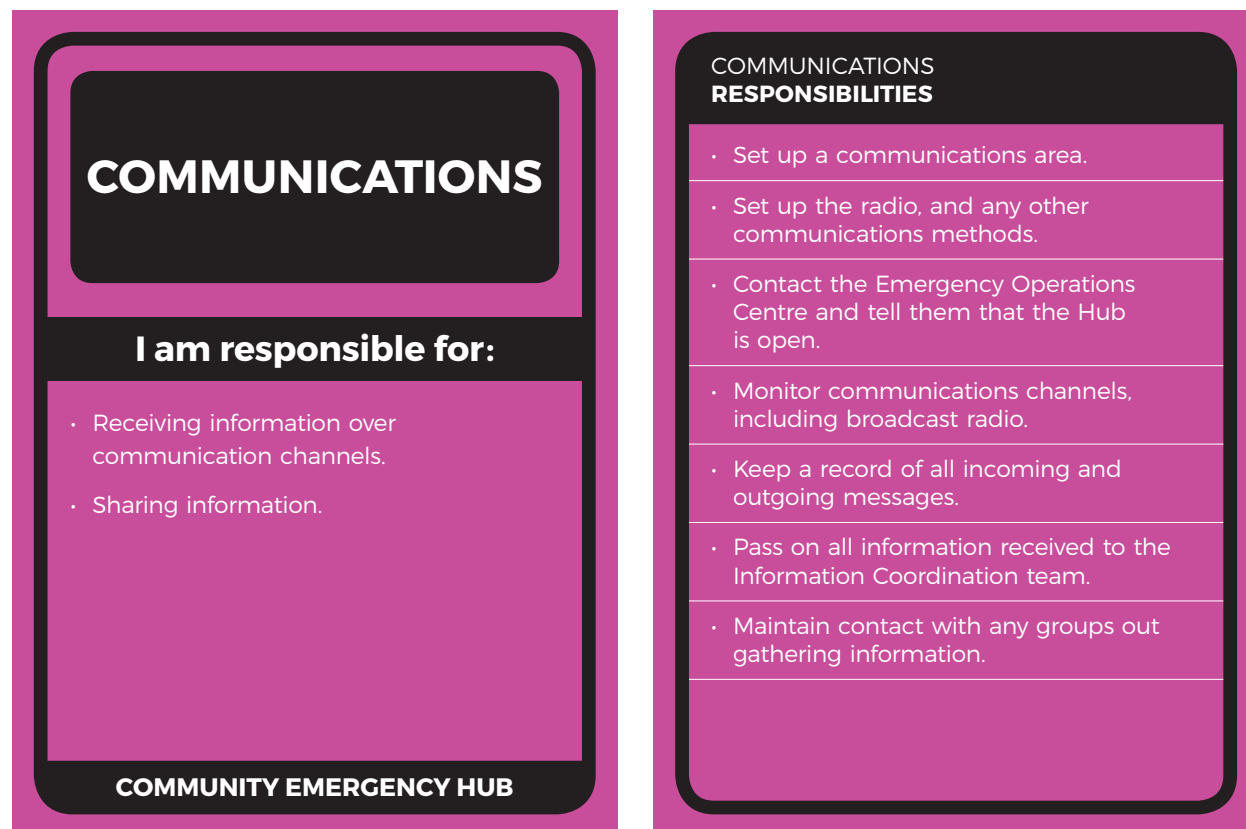 COMMUNICATIONS
I am responsible for:
• Receiving information over
communication channels.
• Sharing information.
COMMUNITY EMERGENCY HUB
COMMUNICATIONS
RESPONSIBILITIES
• Set up a communications area.
• Set up the radio, and any other
communications methods.
• Contact the Emergency Operations
Centre and tell them that the Hub
is open.
• Monitor communications channels,
including broadcast radio.
• Keep a record of all incoming and
outgoing messages.
• Pass on all information received to the
Information Coordination team.
• Maintain contact with any groups out
gathering information.